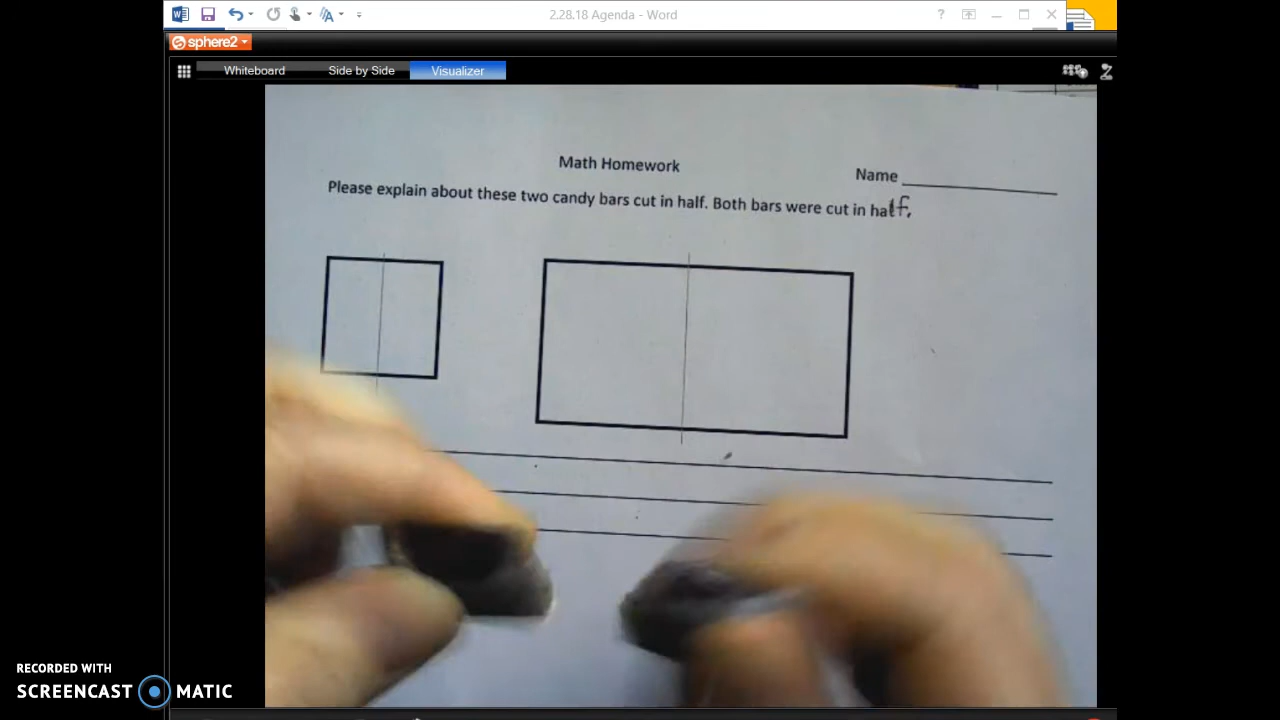 2.28.18 Agenda - Word
?
sphere2
Whiteboard Side by Side Visualizer
Math Homework
Name
Please explain about these two candy bars cut in half. Both bars were cut in half.
RECORDED WITH
SCREENCAST MATIC